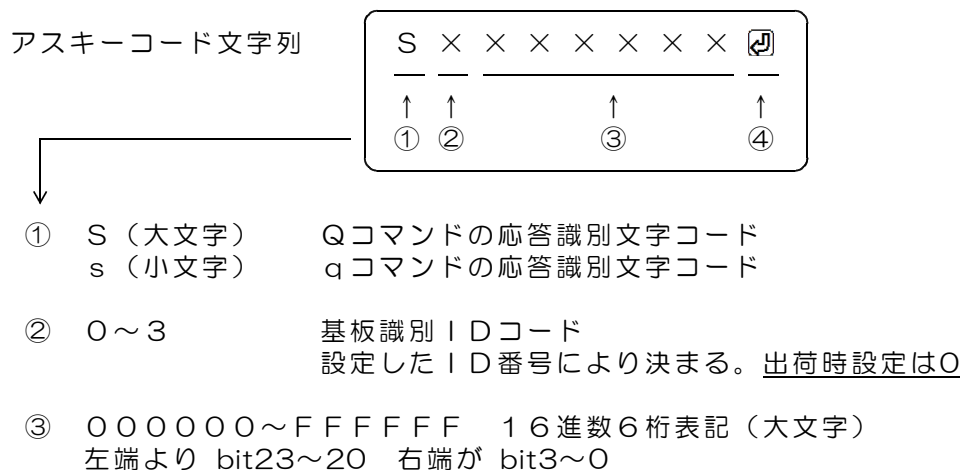 アスキーコード文字列
S × × × × × × × ⏎
↑ ↑ ↑ ↑
① ② ③ ④
① S（大文字） Qコマンドの応答識別文字コード
s（小文字） qコマンドの応答識別文字コード
② 0～3 基板識別IDコード
設定したID番号により決まる。出荷時設定は0
③ 000000～FFFFFF 16進数6桁表記（大文字）
左端より bit23～20 右端が bit3～0